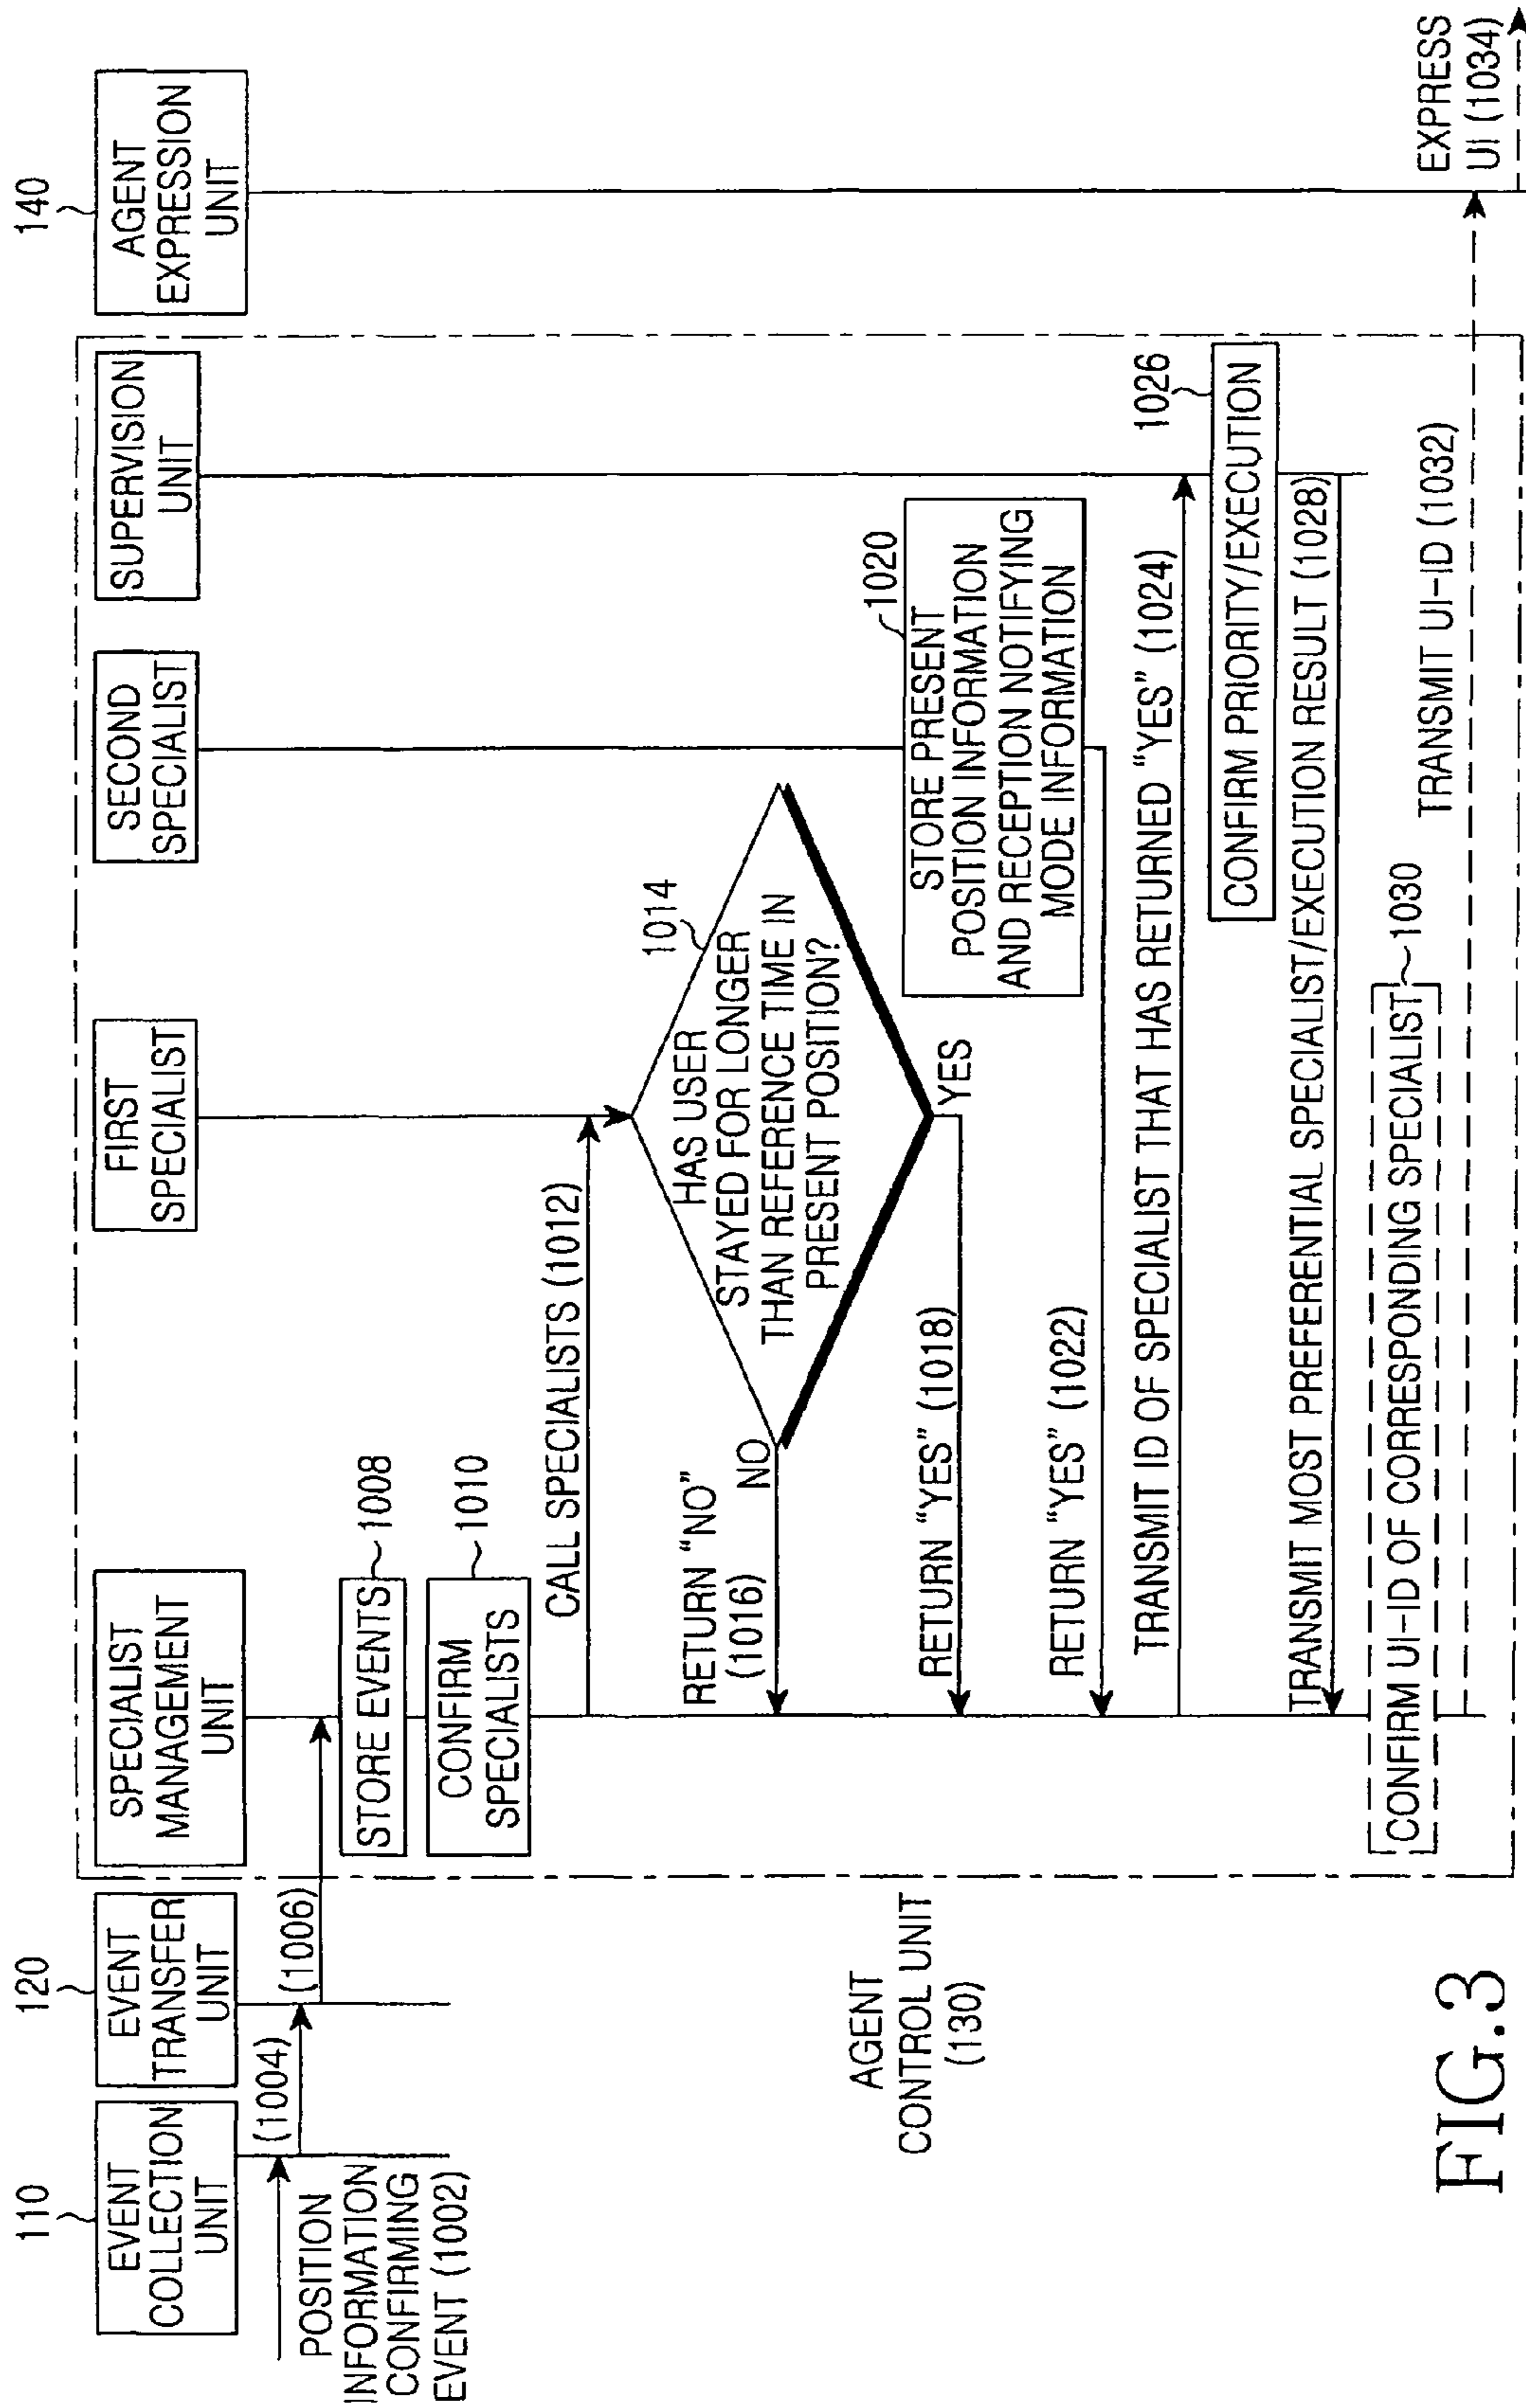 110
EVENT
COLLECTION
UNIT
120
EVENT
TRANSFER
UNIT
SPECIALIST
MANAGEMENT
UNIT
FIRST
SPECIALIST
SECOND
SPECIALIST
SUPERVISION
UNIT
140
AGENT
EXPRESSION
UNIT
POSITION
INFORMATION
CONFIRMING
EVENT (1002)
(1004)
(1006)
STORE EVENTS
1008
CONFIRM
SPECIALISTS
1010
CALL SPECIALISTS (1012)
1014
HAS USER
STAYED FOR LONGER
THAN REFERENCE TIME IN
PRESENT POSITION?
NO
RETURN “NO”
(1016)
YES
RETURN “YES” (1018)
1020
STORE PRESENT
POSITION INFORMATION
AND RECEPTION NOTIFYING
MODE INFORMATION
RETURN “YES” (1022)
TRANSMIT ID OF SPECIALIST THAT HAS RETURNED “YES” (1024)
1026
CONFIRM PRIORITY/EXECUTION
TRANSMIT MOST PREFERENTIAL SPECIALIST/EXECUTION RESULT (1028)
CONFIRM UI-ID OF CORRESPONDING SPECIALIST
1030
TRANSMIT UI-ID (1032)
EXPRESS
UI (1034)
AGENT
CONTROL UNIT
(130)
FIG.3